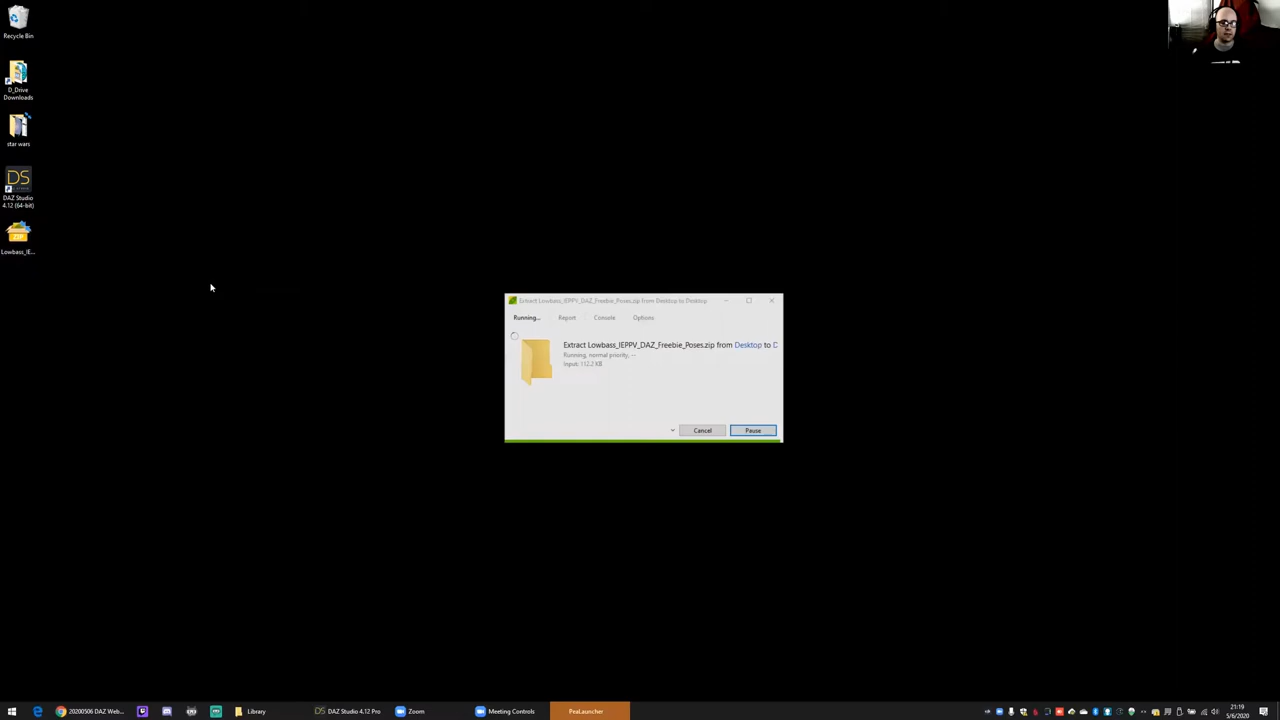 Recycle Bin
D_Drive
Downloads
star wars
DS
DAZ Studio
4.12 (64-bit)
ZIP
Lowbass_IE...
Extract Lowbass_IEPPV_DAZ_Freebie_Poses.zip from Desktop to Desktop
Running...
Report
Console
Options
Extract Lowbass_IEPPV_DAZ_Freebie_Poses.zip from Desktop to D
Running, normal priority, --
Input: 112.2 KB
Cancel
Pause
20200506 DAZ Web...
Library
DS DAZ Studio 4.12 Pro
Zoom
Meeting Controls
PeaLauncher
21:19
5/6/2020